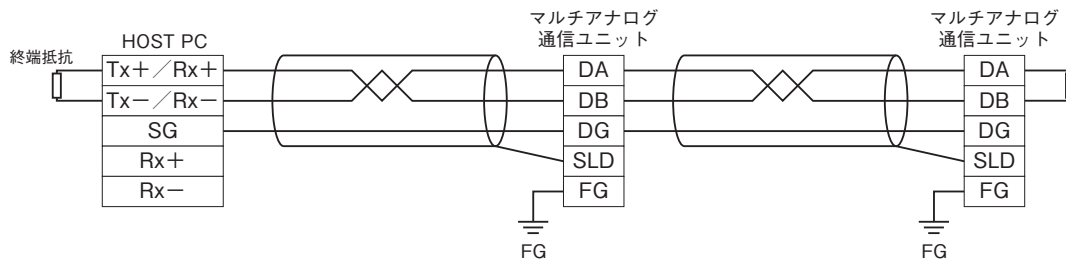 終端抵抗
HOST PC
Tx+／Rx+
Tx−／Rx−
SG
Rx+
Rx−
マルチアナログ
通信ユニット
DA
DB
DG
SLD
FG
FG
マルチアナログ
通信ユニット
DA
DB
DG
SLD
FG
FG